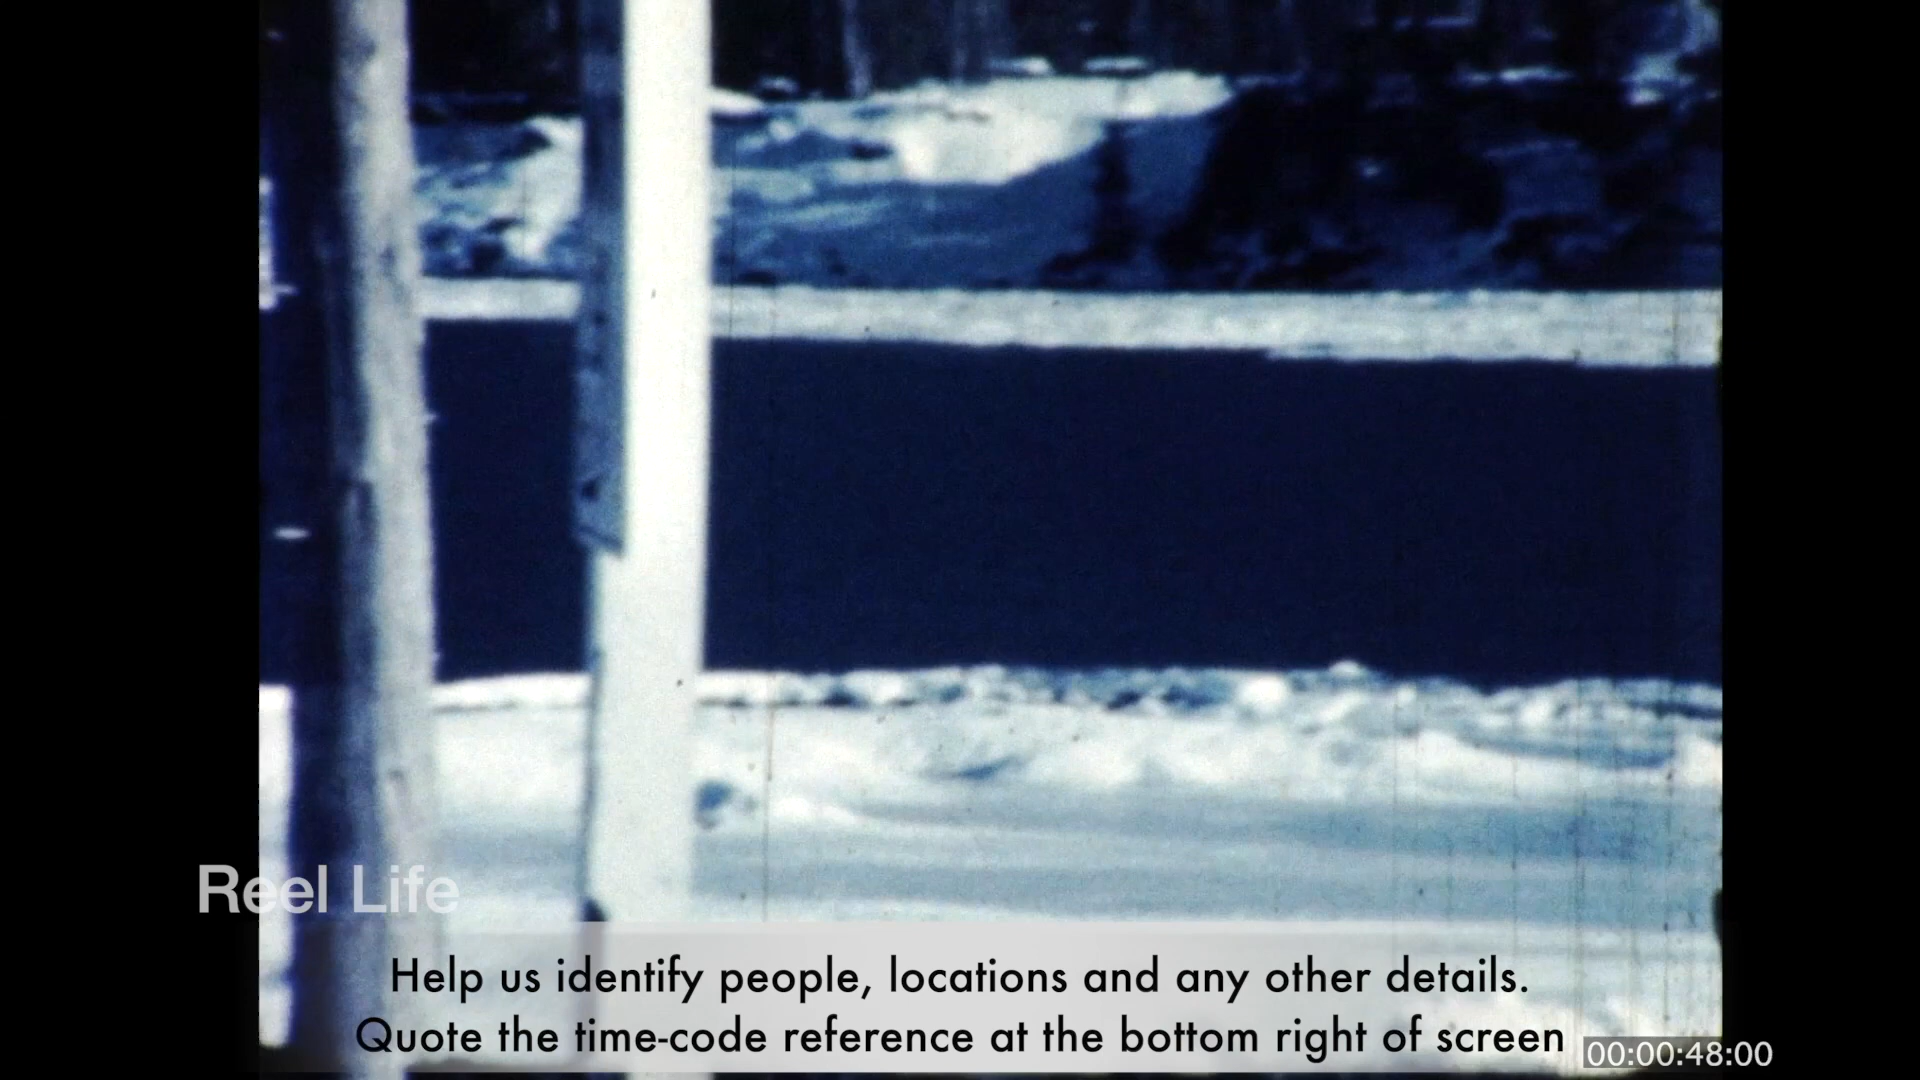 Reel Life
Help us identify people, locations and any other details.
Quote the time-code reference at the bottom right of screen
00:00:48:00